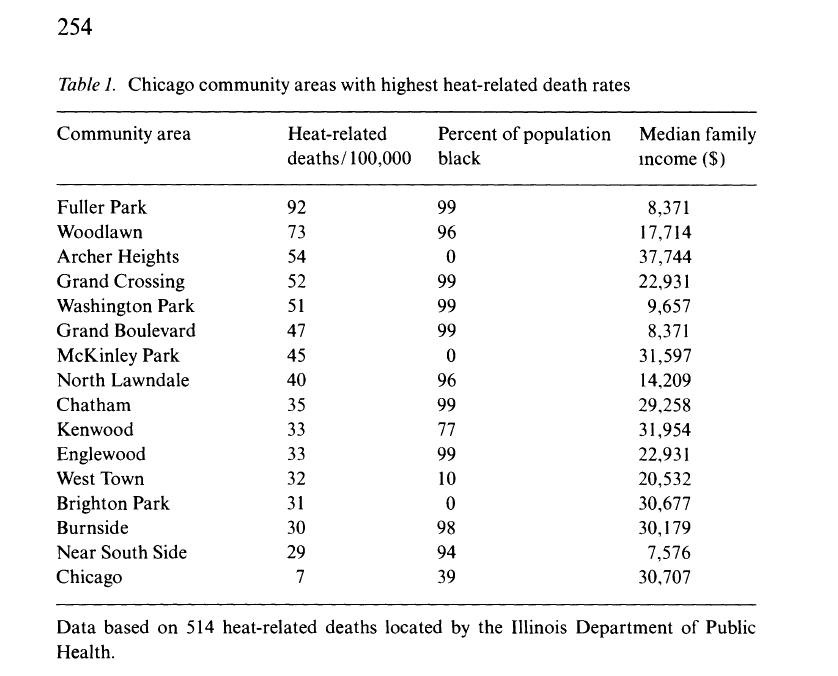 254
Table 1. Chicago community areas with highest heat-related death rates
Community area Heat-related Percent of population Median family
deaths/100,000 black income ($)
Fuller Park 92 99 8,371
Woodlawn 73 96 17,714
Archer Heights 54 0 37,744
Grand Crossing 52 99 22,931
Washington Park 51 99 9,657
Grand Boulevard 47 99 8,371
McKinley Park 45 0 31,597
North Lawndale 40 96 14,209
Chatham 35 99 29,258
Kenwood 33 77 31,954
Englewood 33 99 22,931
West Town 32 10 20,532
Brighton Park 31 0 30,677
Burnside 30 98 30,179
Near South Side 29 94 7,576
Chicago 7 39 30,707
Data based on 514 heat-related deaths located by the Illinois Department of Public
Health.